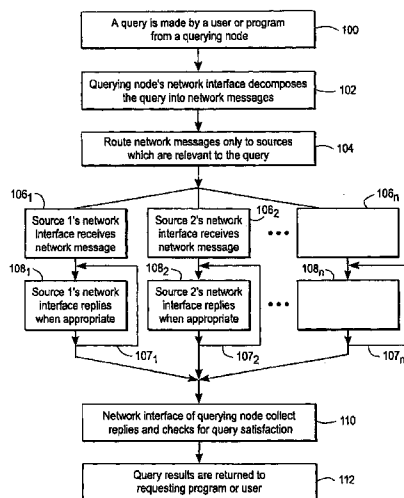 A query is made by a user or program
from a querying node
100
Querying node's network interface decomposes
the query into network messages
102
Route network messages only to sources
which are relevant to the query
104
106₁
Source 1's network
interface receives
network message
106₂
Source 2's network
interface receives
network message
•••
106ₙ
108₁
Source 1's network
interface replies
when appropriate
107₁
108₂
Source 2's network
interface replies
when appropriate
107₂
•••
108ₙ
107ₙ
Network interface of querying node collect
replies and checks for query satisfaction
110
Query results are returned to
requesting program or user
112